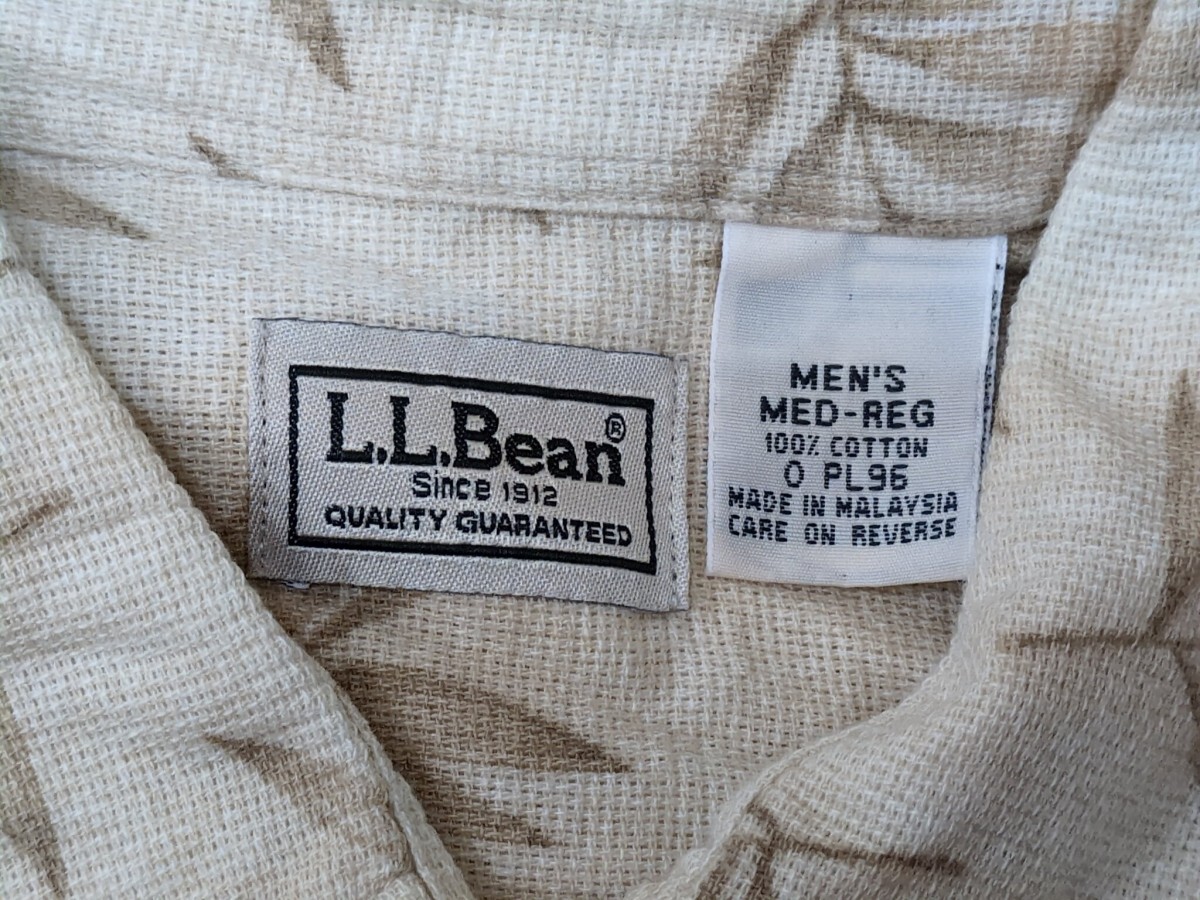 L.L.Bean®
Since 1912
QUALITY GUARANTEED
MEN'S
MED-REG
100% COTTON
0 PL96
MADE IN MALAYSIA
CARE ON REVERSE